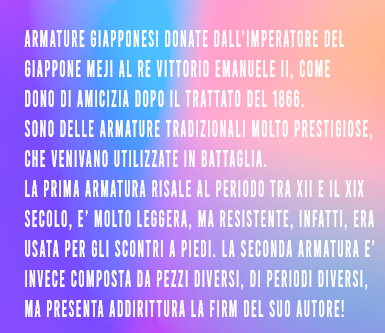 ARMATURE GIAPPONESI DONATE DALL'IMPERATORE DEL
GIAPPONE MEJI AL RE VITTORIO EMANUELE II, COME
DONO DI AMICIZIA DOPO IL TRATTATO DEL 1866.
SONO DELLE ARMATURE TRADIZIONALI MOLTO PRESTIGIOSE,
CHE VENIVANO UTILIZZATE IN BATTAGLIA.
LA PRIMA ARMATURA RISALE AL PERIODO TRA XII E IL XIX
SECOLO, E' MOLTO LEGGERA, MA RESISTENTE, INFATTI, ERA
USATA PER GLI SCONTRI A PIEDI. LA SECONDA ARMATURA E'
INVECE COMPOSTA DA PEZZI DIVERSI, DI PERIODI DIVERSI,
MA PRESENTA ADDIRITTURA LA FIRM DEL SUO AUTORE!